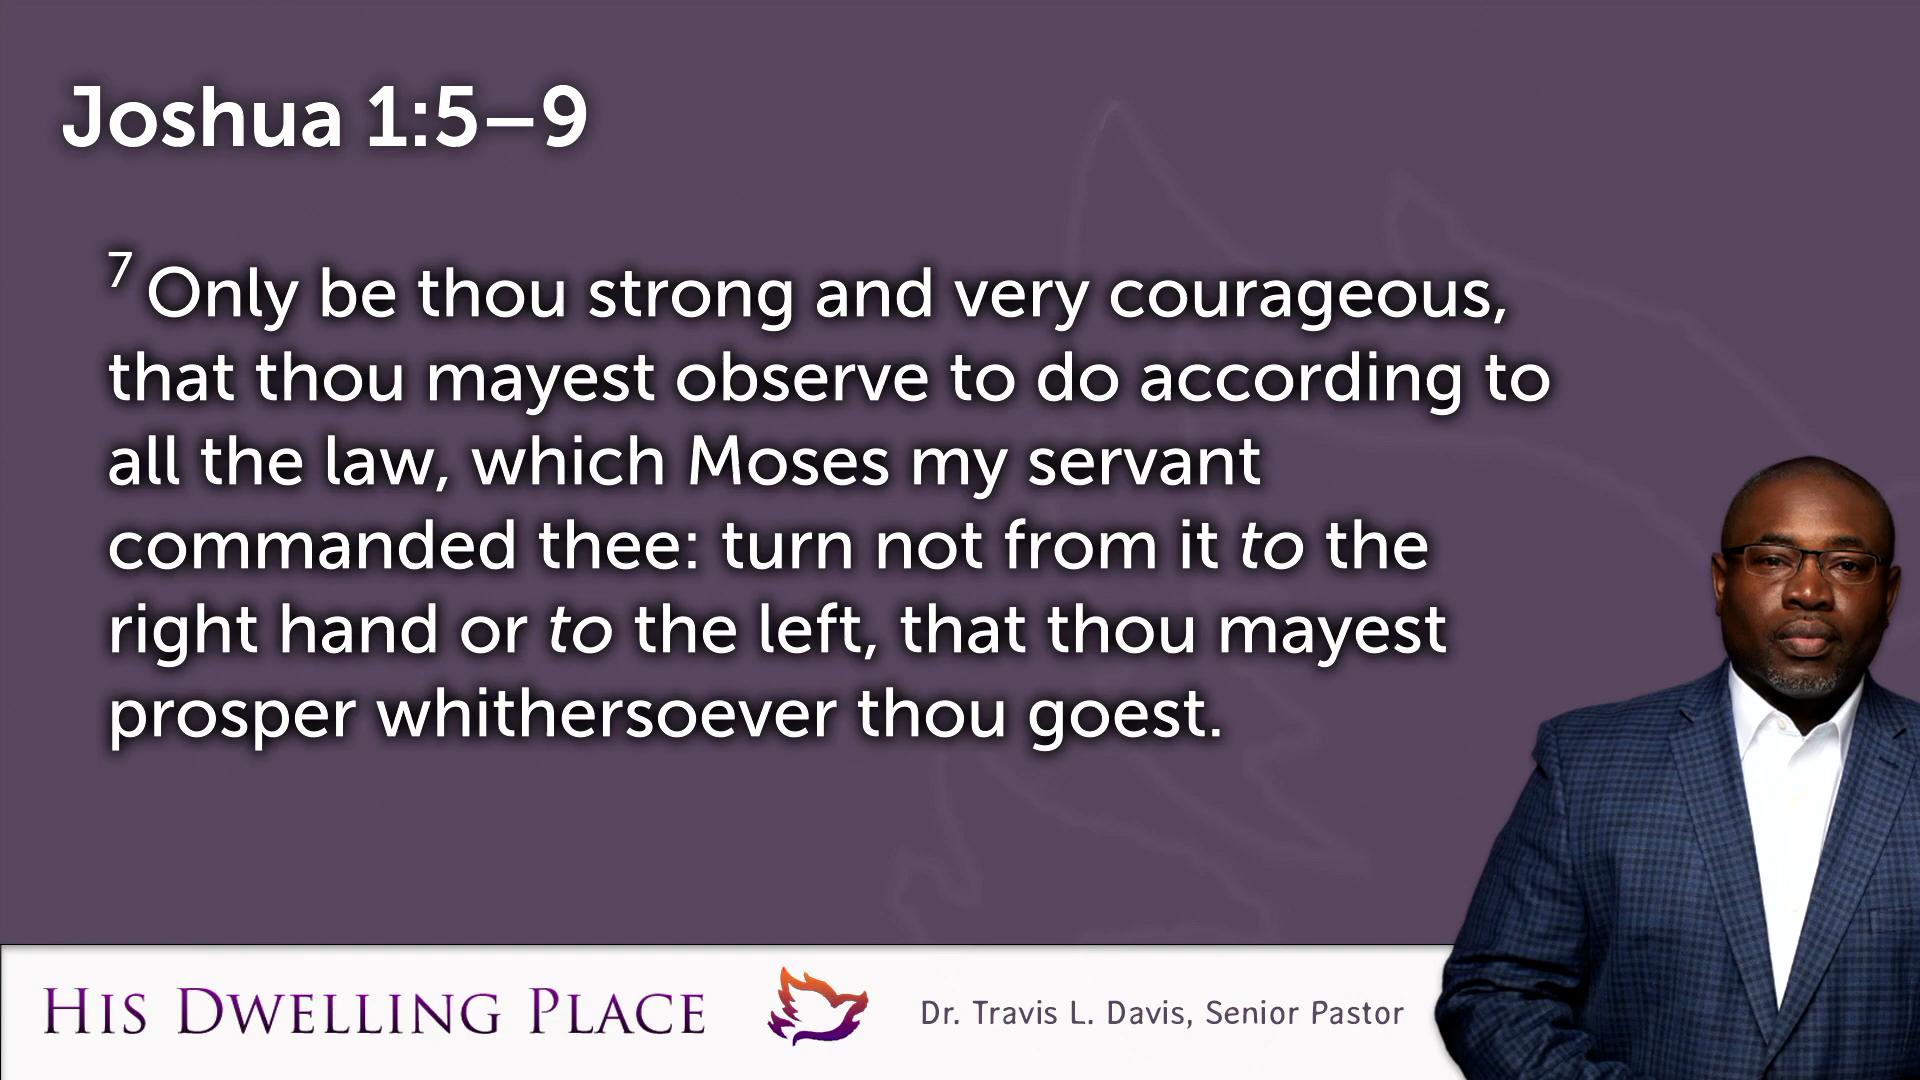 Joshua 1:5–9
7 Only be thou strong and very courageous,
that thou mayest observe to do according to
all the law, which Moses my servant
commanded thee: turn not from it to the
right hand or to the left, that thou mayest
prosper whithersoever thou goest.
HIS DWELLING PLACE
Dr. Travis L. Davis, Senior Pastor